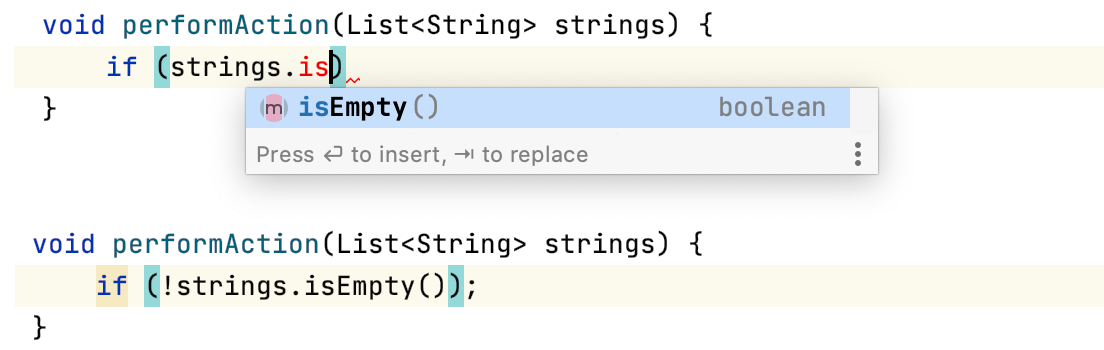 void performAction(List<String> strings) {
if (strings.is)
}
m isEmpty() boolean
Press ↩ to insert, ⇥ to replace
void performAction(List<String> strings) {
if (!strings.isEmpty());
}